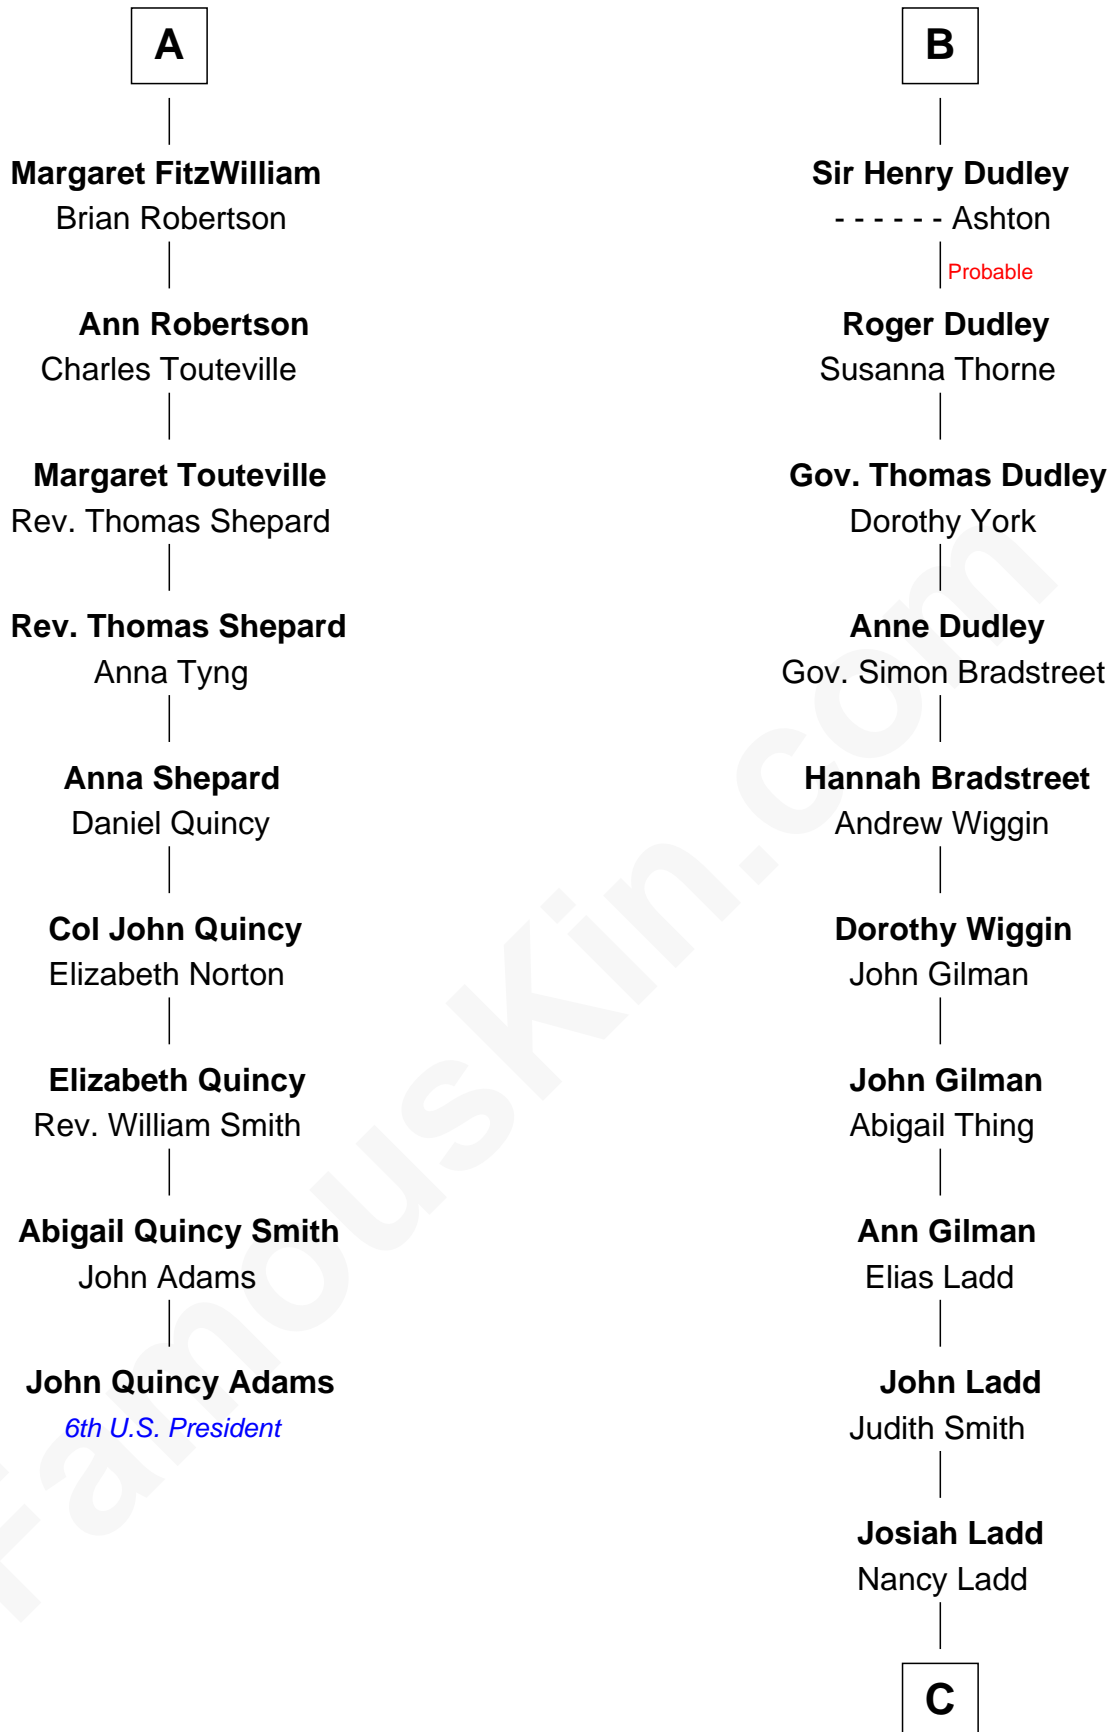 A
Margaret FitzWilliam
Brian Robertson
Ann Robertson
Charles Touteville
Margaret Touteville
Rev. Thomas Shepard
Rev. Thomas Shepard
Anna Tyng
Anna Shepard
Daniel Quincy
Col John Quincy
Elizabeth Norton
Elizabeth Quincy
Rev. William Smith
Abigail Quincy Smith
John Adams
John Quincy Adams
6th U.S. President
B
Sir Henry Dudley
- - - - - - Ashton
Probable
Roger Dudley
Susanna Thorne
Gov. Thomas Dudley
Dorothy York
Anne Dudley
Gov. Simon Bradstreet
Hannah Bradstreet
Andrew Wiggin
Dorothy Wiggin
John Gilman
John Gilman
Abigail Thing
Ann Gilman
Elias Ladd
John Ladd
Judith Smith
Josiah Ladd
Nancy Ladd
C
FamousKin.com